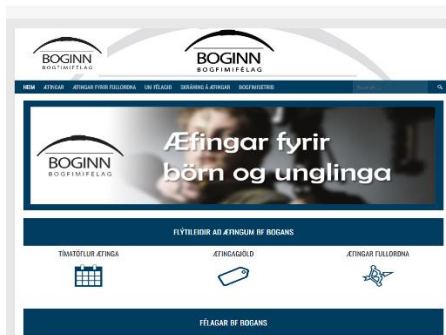 BOGINN
BOGFIMIFÉLAG
BOGINN
BOGFIMIFÉLAG
HEIM ÆFINGAR ÆFINGAR FYRIR FULLORÐNA UM FÉLAGIÐ SKRÁNING Á ÆFINGAR BOGFIMISETRIÐ
BOGINN
BOGFIMIFÉLAG
Æfingar fyrir
börn og unglinga
FLÝTILEIÐIR AÐ ÆFINGUM BF BOGANS
TÍMATÖFLUR ÆFINGA
ÆFINGAGJÖLD
ÆFINGAR FULLORÐNA
FÉLAGAR BF BOGANS